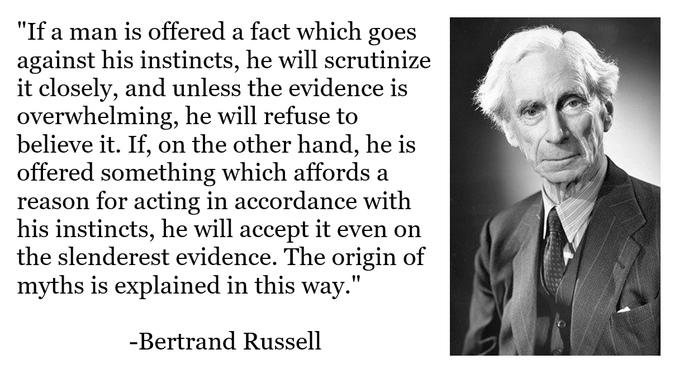 "If a man is offered a fact which goes
against his instincts, he will scrutinize
it closely, and unless the evidence is
overwhelming, he will refuse to
believe it. If, on the other hand, he is
offered something which affords a
reason for acting in accordance with
his instincts, he will accept it even on
the slenderest evidence. The origin of
myths is explained in this way."
-Bertrand Russell